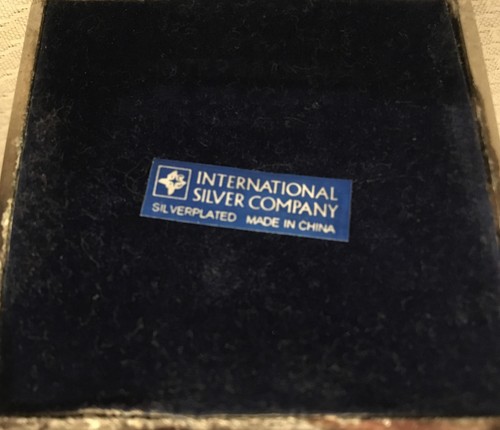 INTERNATIONAL
SILVER COMPANY
SILVERPLATED MADE IN CHINA